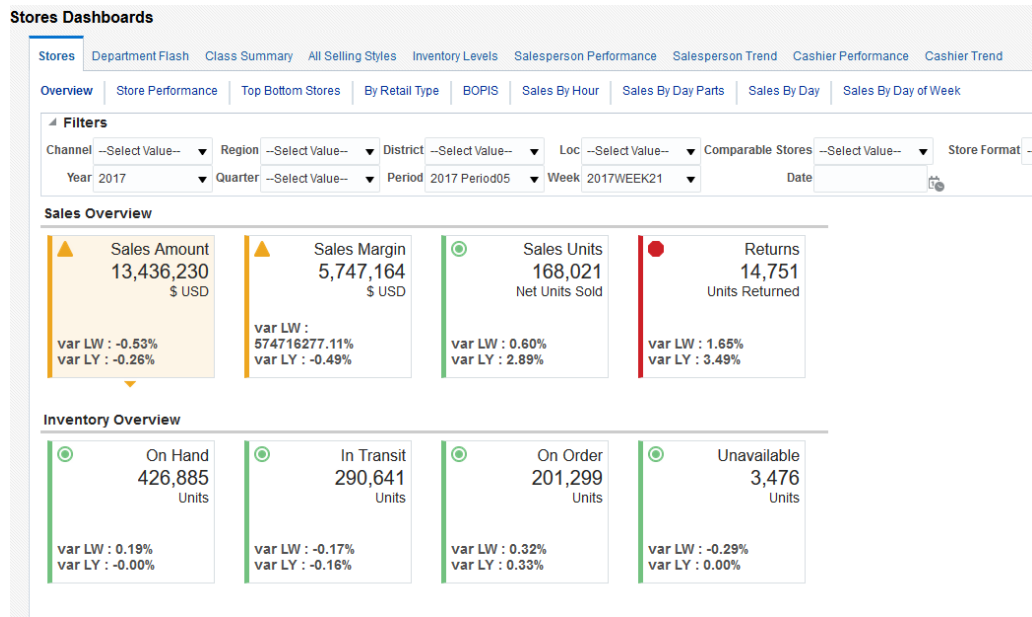 Stores Dashboards
Stores Department Flash Class Summary All Selling Styles Inventory Levels Salesperson Performance Salesperson Trend Cashier Performance Cashier Trend
Overview Store Performance Top Bottom Stores By Retail Type BOPIS Sales By Hour Sales By Day Parts Sales By Day Sales By Day of Week
Filters
Channel --Select Value-- Region --Select Value-- District --Select Value-- Loc --Select Value-- Comparable Stores --Select Value-- Store Format
Year 2017 Quarter --Select Value-- Period 2017 Period05 Week 2017WEEK21 Date
Sales Overview
Sales Amount
13,436,230
$ USD
var LW : -0.53%
var LY : -0.26%
Sales Margin
5,747,164
$ USD
var LW :
574716277.11%
var LY : -0.49%
Sales Units
168,021
Net Units Sold
var LW : 0.60%
var LY : 2.89%
Returns
14,751
Units Returned
var LW : 1.65%
var LY : 3.49%
Inventory Overview
On Hand
426,885
Units
var LW : 0.19%
var LY : -0.00%
In Transit
290,641
Units
var LW : -0.17%
var LY : -0.16%
On Order
201,299
Units
var LW : 0.32%
var LY : 0.33%
Unavailable
3,476
Units
var LW : -0.29%
var LY : 0.00%